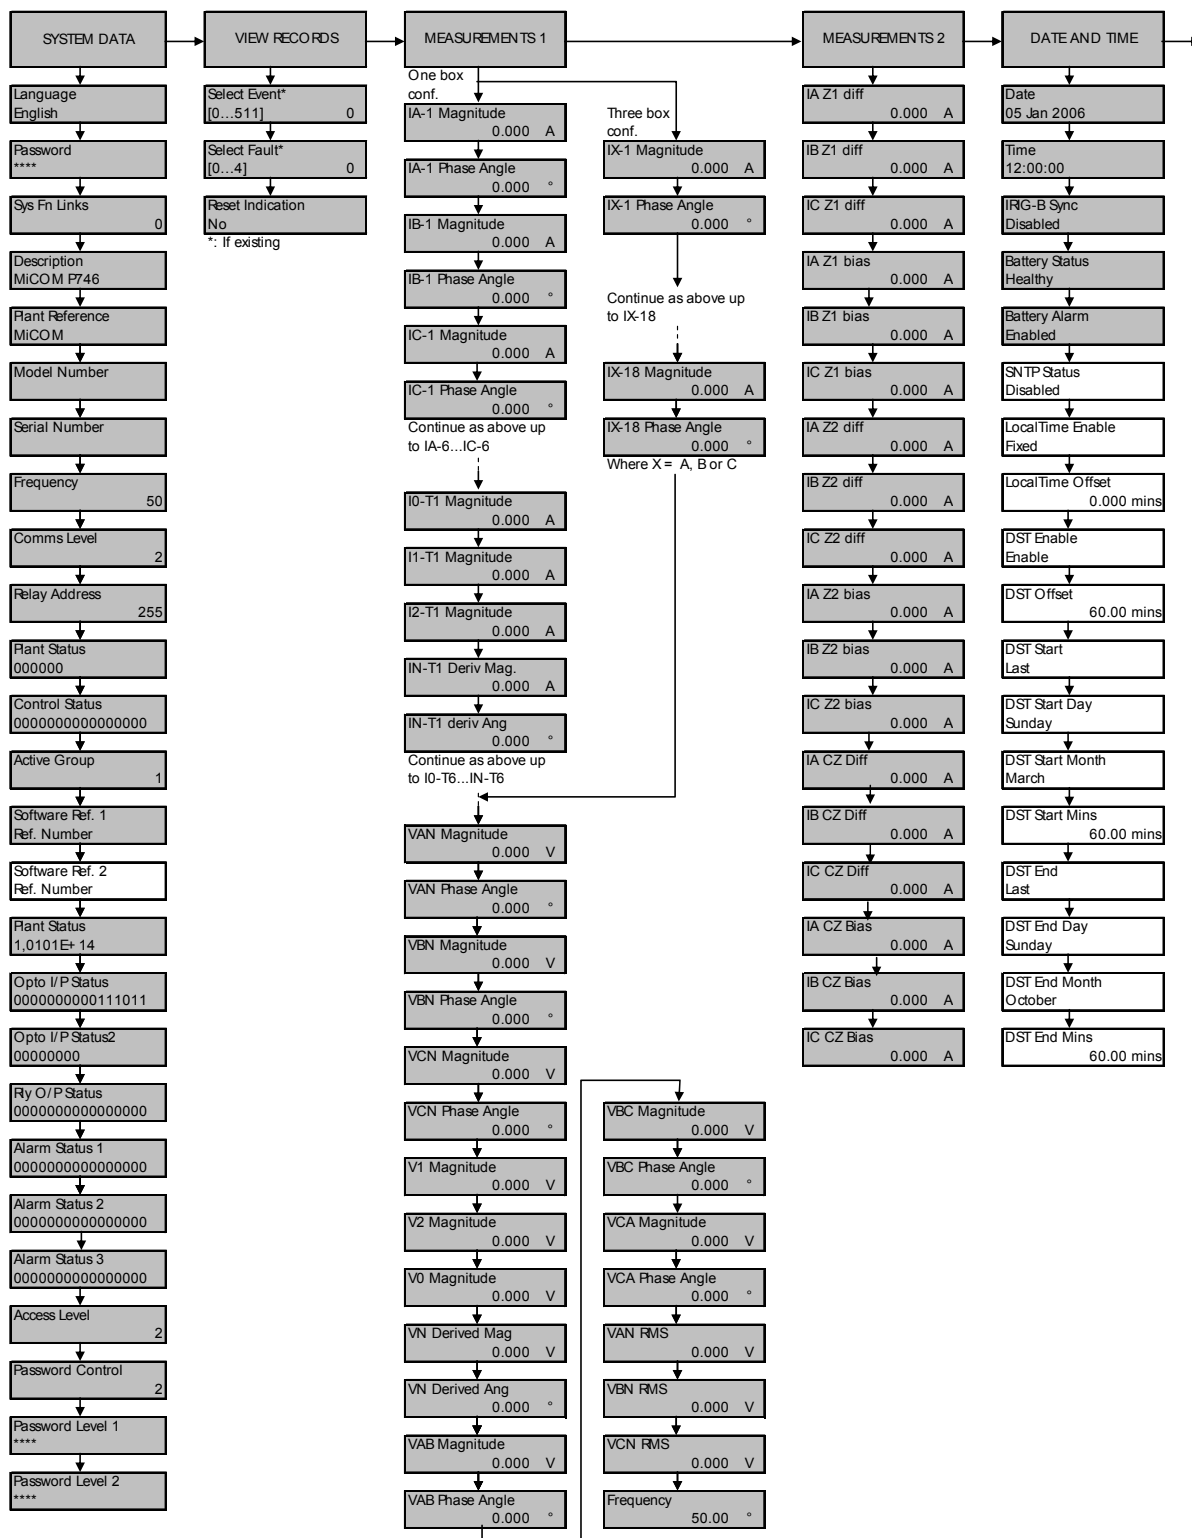 SYSTEM DATA
Language
English
Password
****
Sys Fn Links
0
Description
MiCOM P746
Plant Reference
MiCOM
Model Number
Serial Number
Frequency
50
Comms Level
2
Relay Address
255
Plant Status
000000
Control Status
0000000000000000
Active Group
1
Software Ref. 1
Ref. Number
Software Ref. 2
Ref. Number
Plant Status
1,0101E+14
Opto I/P Status
0000000000111011
Opto I/P Status2
00000000
Rly O/P Status
0000000000000000
Alarm Status 1
0000000000000000
Alarm Status 2
0000000000000000
Alarm Status 3
0000000000000000
Access Level
2
Password Control
2
Password Level 1
****
Password Level 2
****
VIEW RECORDS
Select Event*
[0...511] 0
Select Fault*
[0...4] 0
Reset Indication
No
*: If existing
MEASUREMENTS 1
One box
conf.
IA-1 Magnitude
0.000 A
IA-1 Phase Angle
0.000 °
IB-1 Magnitude
0.000 A
IB-1 Phase Angle
0.000 °
IC-1 Magnitude
0.000 A
IC-1 Phase Angle
0.000 °
Continue as above up
to IA-6...IC-6
I0-T1 Magnitude
0.000 A
I1-T1 Magnitude
0.000 A
I2-T1 Magnitude
0.000 A
IN-T1 Deriv Mag.
0.000 A
IN-T1 deriv Ang
0.000 °
Continue as above up
to I0-T6...IN-T6
VAN Magnitude
0.000 V
VAN Phase Angle
0.000 °
VBN Magnitude
0.000 V
VBN Phase Angle
0.000 °
VCN Magnitude
0.000 V
VCN Phase Angle
0.000 °
V1 Magnitude
0.000 V
V2 Magnitude
0.000 V
V0 Magnitude
0.000 V
VN Derived Mag
0.000 V
VN Derived Ang
0.000 °
VAB Magnitude
0.000 V
VAB Phase Angle
0.000 °
Three box
conf.
IX-1 Magnitude
0.000 A
IX-1 Phase Angle
0.000 °
Continue as above up
to IX-18
IX-18 Magnitude
0.000 A
IX-18 Phase Angle
0.000 °
Where X = A, B or C
VBC Magnitude
0.000 V
VBC Phase Angle
0.000 °
VCA Magnitude
0.000 V
VCA Phase Angle
0.000 °
VAN RMS
0.000 V
VBN RMS
0.000 V
VCN RMS
0.000 V
Frequency
50.00 °
MEASUREMENTS 2
IA Z1 diff
0.000 A
IB Z1 diff
0.000 A
IC Z1 diff
0.000 A
IA Z1 bias
0.000 A
IB Z1 bias
0.000 A
IC Z1 bias
0.000 A
IA Z2 diff
0.000 A
IB Z2 diff
0.000 A
IC Z2 diff
0.000 A
IA Z2 bias
0.000 A
IB Z2 bias
0.000 A
IC Z2 bias
0.000 A
IA CZ Diff
0.000 A
IB CZ Diff
0.000 A
IC CZ Diff
0.000 A
IA CZ Bias
0.000 A
IB CZ Bias
0.000 A
IC CZ Bias
0.000 A
DATE AND TIME
Date
05 Jan 2006
Time
12:00:00
IRIG-B Sync
Disabled
Battery Status
Healthy
Battery Alarm
Enabled
SNTP Status
Disabled
LocalTime Enable
Fixed
LocalTime Offset
0.000 mins
DST Enable
Enable
DST Offset
60.00 mins
DST Start
Last
DST Start Day
Sunday
DST Start Month
March
DST Start Mins
60.00 mins
DST End
Last
DST End Day
Sunday
DST End Month
October
DST End Mins
60.00 mins